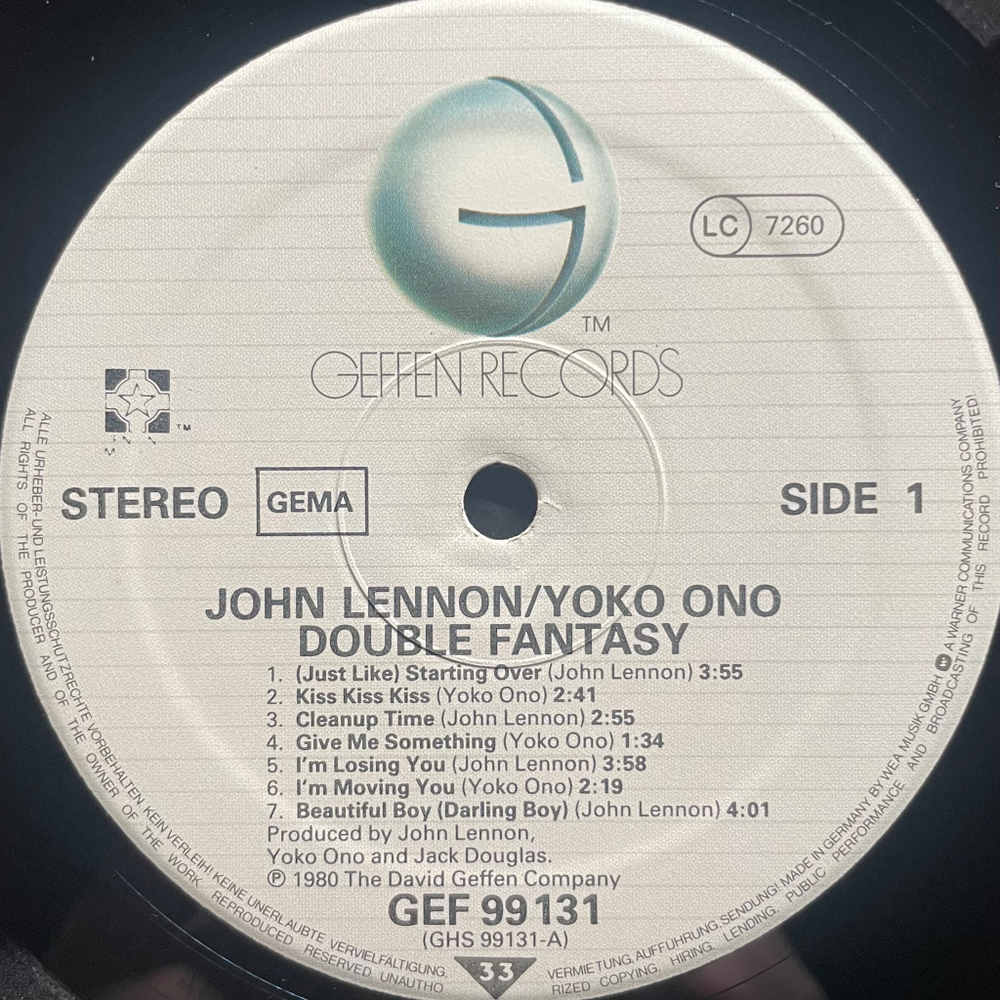 TM
LC 7260
GEFFEN RECORDS
TM
STEREO GEMA SIDE 1
JOHN LENNON/YOKO ONO
DOUBLE FANTASY
1. (Just Like) Starting Over (John Lennon) 3:55
2. Kiss Kiss Kiss (Yoko Ono) 2:41
3. Cleanup Time (John Lennon) 2:55
4. Give Me Something (Yoko Ono) 1:34
5. I'm Losing You (John Lennon) 3:58
6. I'm Moving You (Yoko Ono) 2:19
7. Beautiful Boy (Darling Boy) (John Lennon) 4:01
Produced by John Lennon,
Yoko Ono and Jack Douglas.
℗ 1980 The David Geffen Company
GEF 99131
(GHS 99131-A)
33
ALLE URHEBER- UND LEISTUNGSSCHUTZRECHTE VORBEHALTEN KEIN VERLEIH! KEINE UNERLAUBTE VERVIELFÄLTIGUNG, VERMIETUNG, AUFFÜHRUNG, SENDUNG! MADE IN GERMANY BY WEA MUSIK GMBH A WARNER COMMUNICATIONS COMPANY
ALL RIGHTS OF THE PRODUCER AND OF THE OWNER OF THE WORK REPRODUCED RESERVED UNAUTHO RIZED COPYING, HIRING, LENDING, PUBLIC PERFORMANCE AND BROADCASTING OF THIS RECORD PROHIBITED!